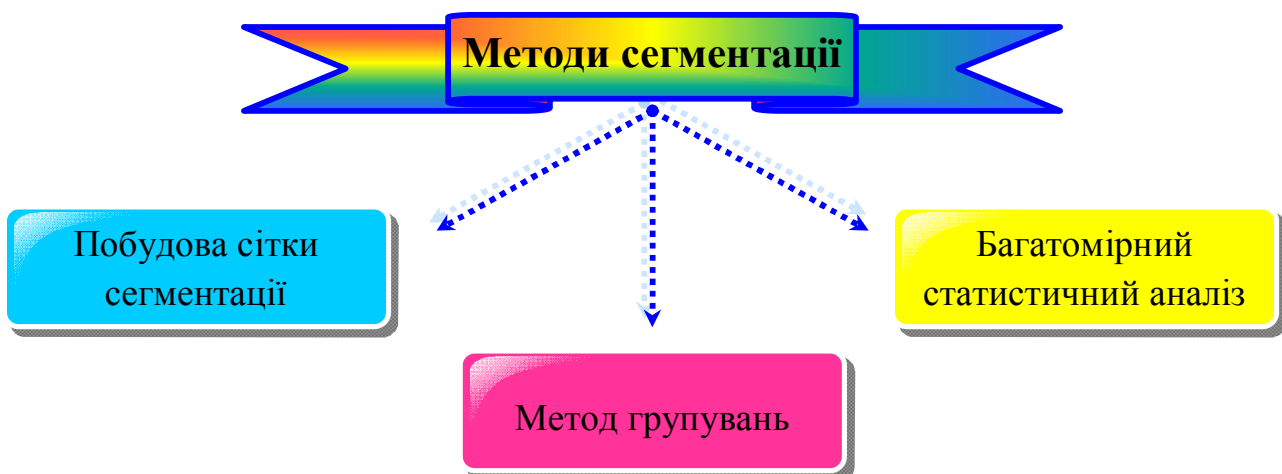 Методи сегментації
Побудова сітки
сегментації
Багатомірний
статистичний аналіз
Метод групувань